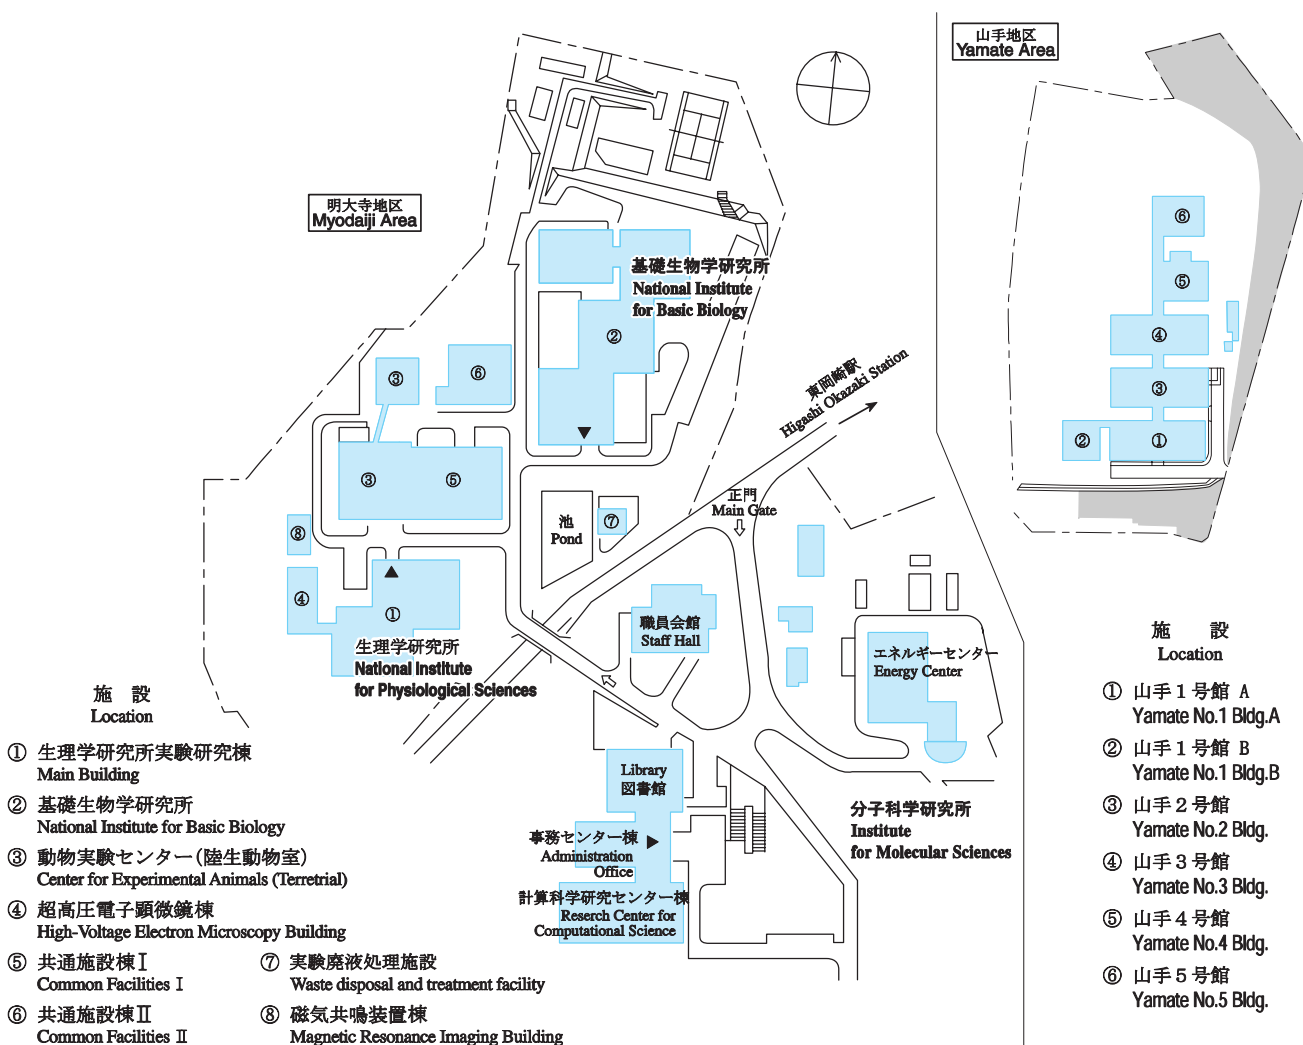 山手地区
Yamate Area
明大寺地区
Myodaiji Area
⑥
⑤
④
③
②
①
基礎生物学研究所
National Institute
for Basic Biology
②
③
⑥
③
⑤
東岡崎駅
Higashi Okazaki Station
正門
Main Gate
池
Pond
⑦
⑧
④
①
生理学研究所
National Institute
for Physiological Sciences
職員会館
Staff Hall
エネルギーセンター
Energy Center
Library
図書館
事務センター棟
Administration
Office
計算科学研究センター棟
Reserch Center for
Computational Science
分子科学研究所
Institute
for Molecular Sciences
施 設
Location
① 生理学研究所実験研究棟
Main Building
② 基礎生物学研究所
National Institute for Basic Biology
③ 動物実験センター(陸生動物室)
Center for Experimental Animals (Terretrial)
④ 超高圧電子顕微鏡棟
High-Voltage Electron Microscopy Building
⑤ 共通施設棟Ⅰ
Common Facilities Ⅰ
⑥ 共通施設棟Ⅱ
Common Facilities Ⅱ
⑦ 実験廃液処理施設
Waste disposal and treatment facility
⑧ 磁気共鳴装置棟
Magnetic Resonance Imaging Building
施 設
Location
① 山手1号館 A
Yamate No.1 Bldg.A
② 山手1号館 B
Yamate No.1 Bldg.B
③ 山手2号館
Yamate No.2 Bldg.
④ 山手3号館
Yamate No.3 Bldg.
⑤ 山手4号館
Yamate No.4 Bldg.
⑥ 山手5号館
Yamate No.5 Bldg.